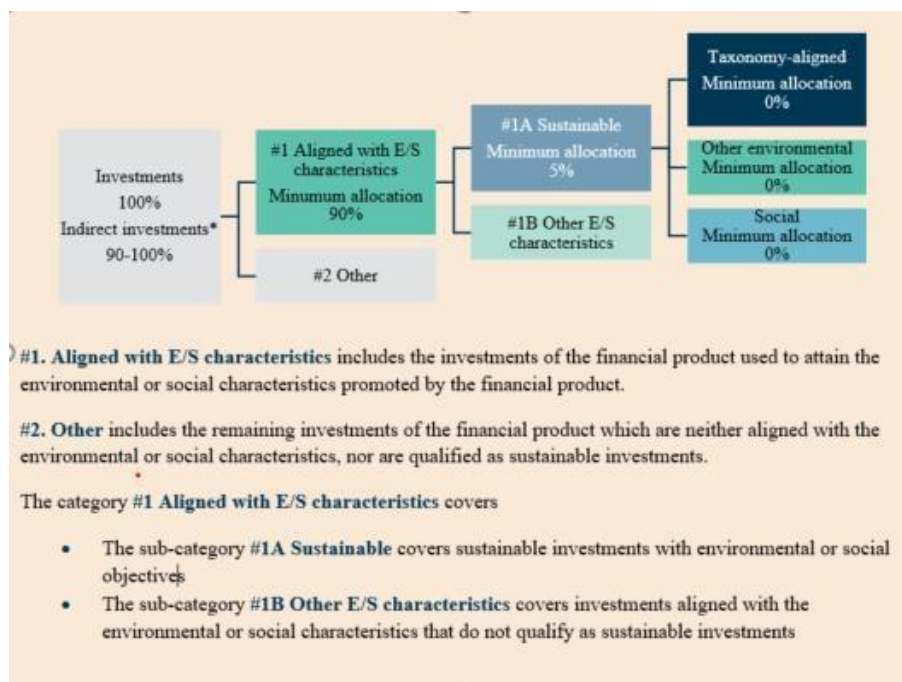 Investments
100%
Indirect investments*
90-100%
#1 Aligned with E/S
characteristics
Minumum allocation
90%
#2 Other
#1A Sustainable
Minimum allocation
5%
#1B Other E/S
characteristics
Taxonomy-aligned
Minimum allocation
0%
Other environmental
Minimum allocation
0%
Social
Minimum allocation
0%
#1. Aligned with E/S characteristics includes the investments of the financial product used to attain the
environmental or social characteristics promoted by the financial product.
#2. Other includes the remaining investments of the financial product which are neither aligned with the
environmental or social characteristics, nor are qualified as sustainable investments.
The category #1 Aligned with E/S characteristics covers
• The sub-category #1A Sustainable covers sustainable investments with environmental or social
objectives
• The sub-category #1B Other E/S characteristics covers investments aligned with the
environmental or social characteristics that do not qualify as sustainable investments